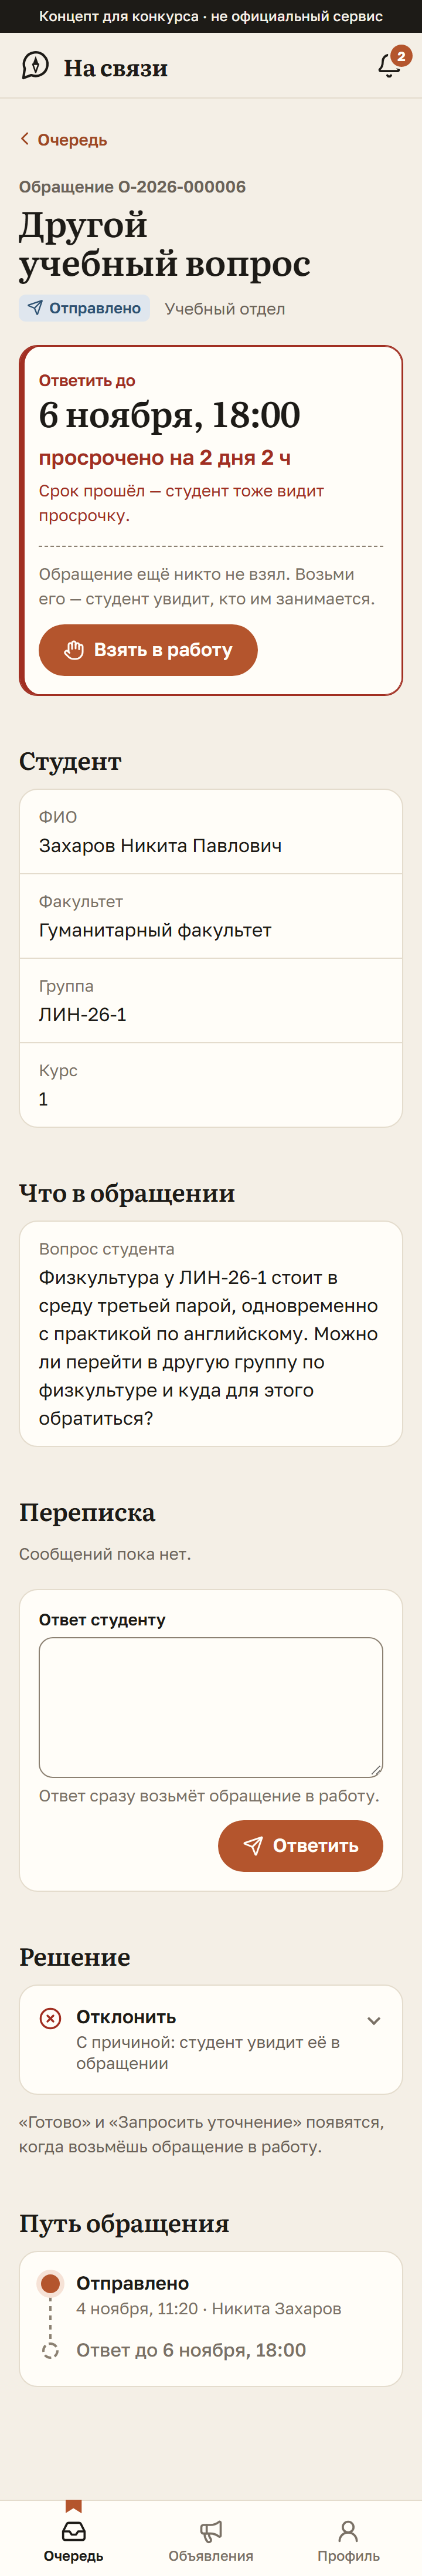 Концепт для конкурса · не официальный сервис
На связи
2
Очередь
Обращение О-2026-000006
Другой
учебный вопрос
Отправлено
Учебный отдел
Ответить до
6 ноября, 18:00
просрочено на 2 дня 2 ч
Срок прошёл — студент тоже видит
просрочку.
Обращение ещё никто не взял. Возьми
его — студент увидит, кто им занимается.
Взять в работу
Студент
ФИО
Захаров Никита Павлович
Факультет
Гуманитарный факультет
Группа
ЛИН-26-1
Курс
1
Что в обращении
Вопрос студента
Физкультура у ЛИН-26-1 стоит в
среду третьей парой, одновременно
с практикой по английскому. Можно
ли перейти в другую группу по
физкультуре и куда для этого
обратиться?
Переписка
Сообщений пока нет.
Ответ студенту
Ответ сразу возьмёт обращение в работу.
Ответить
Решение
Отклонить
С причиной: студент увидит её в
обращении
«Готово» и «Запросить уточнение» появятся,
когда возьмёшь обращение в работу.
Путь обращения
Отправлено
4 ноября, 11:20 · Никита Захаров
Ответ до 6 ноября, 18:00
Очередь
Объявления
Профиль